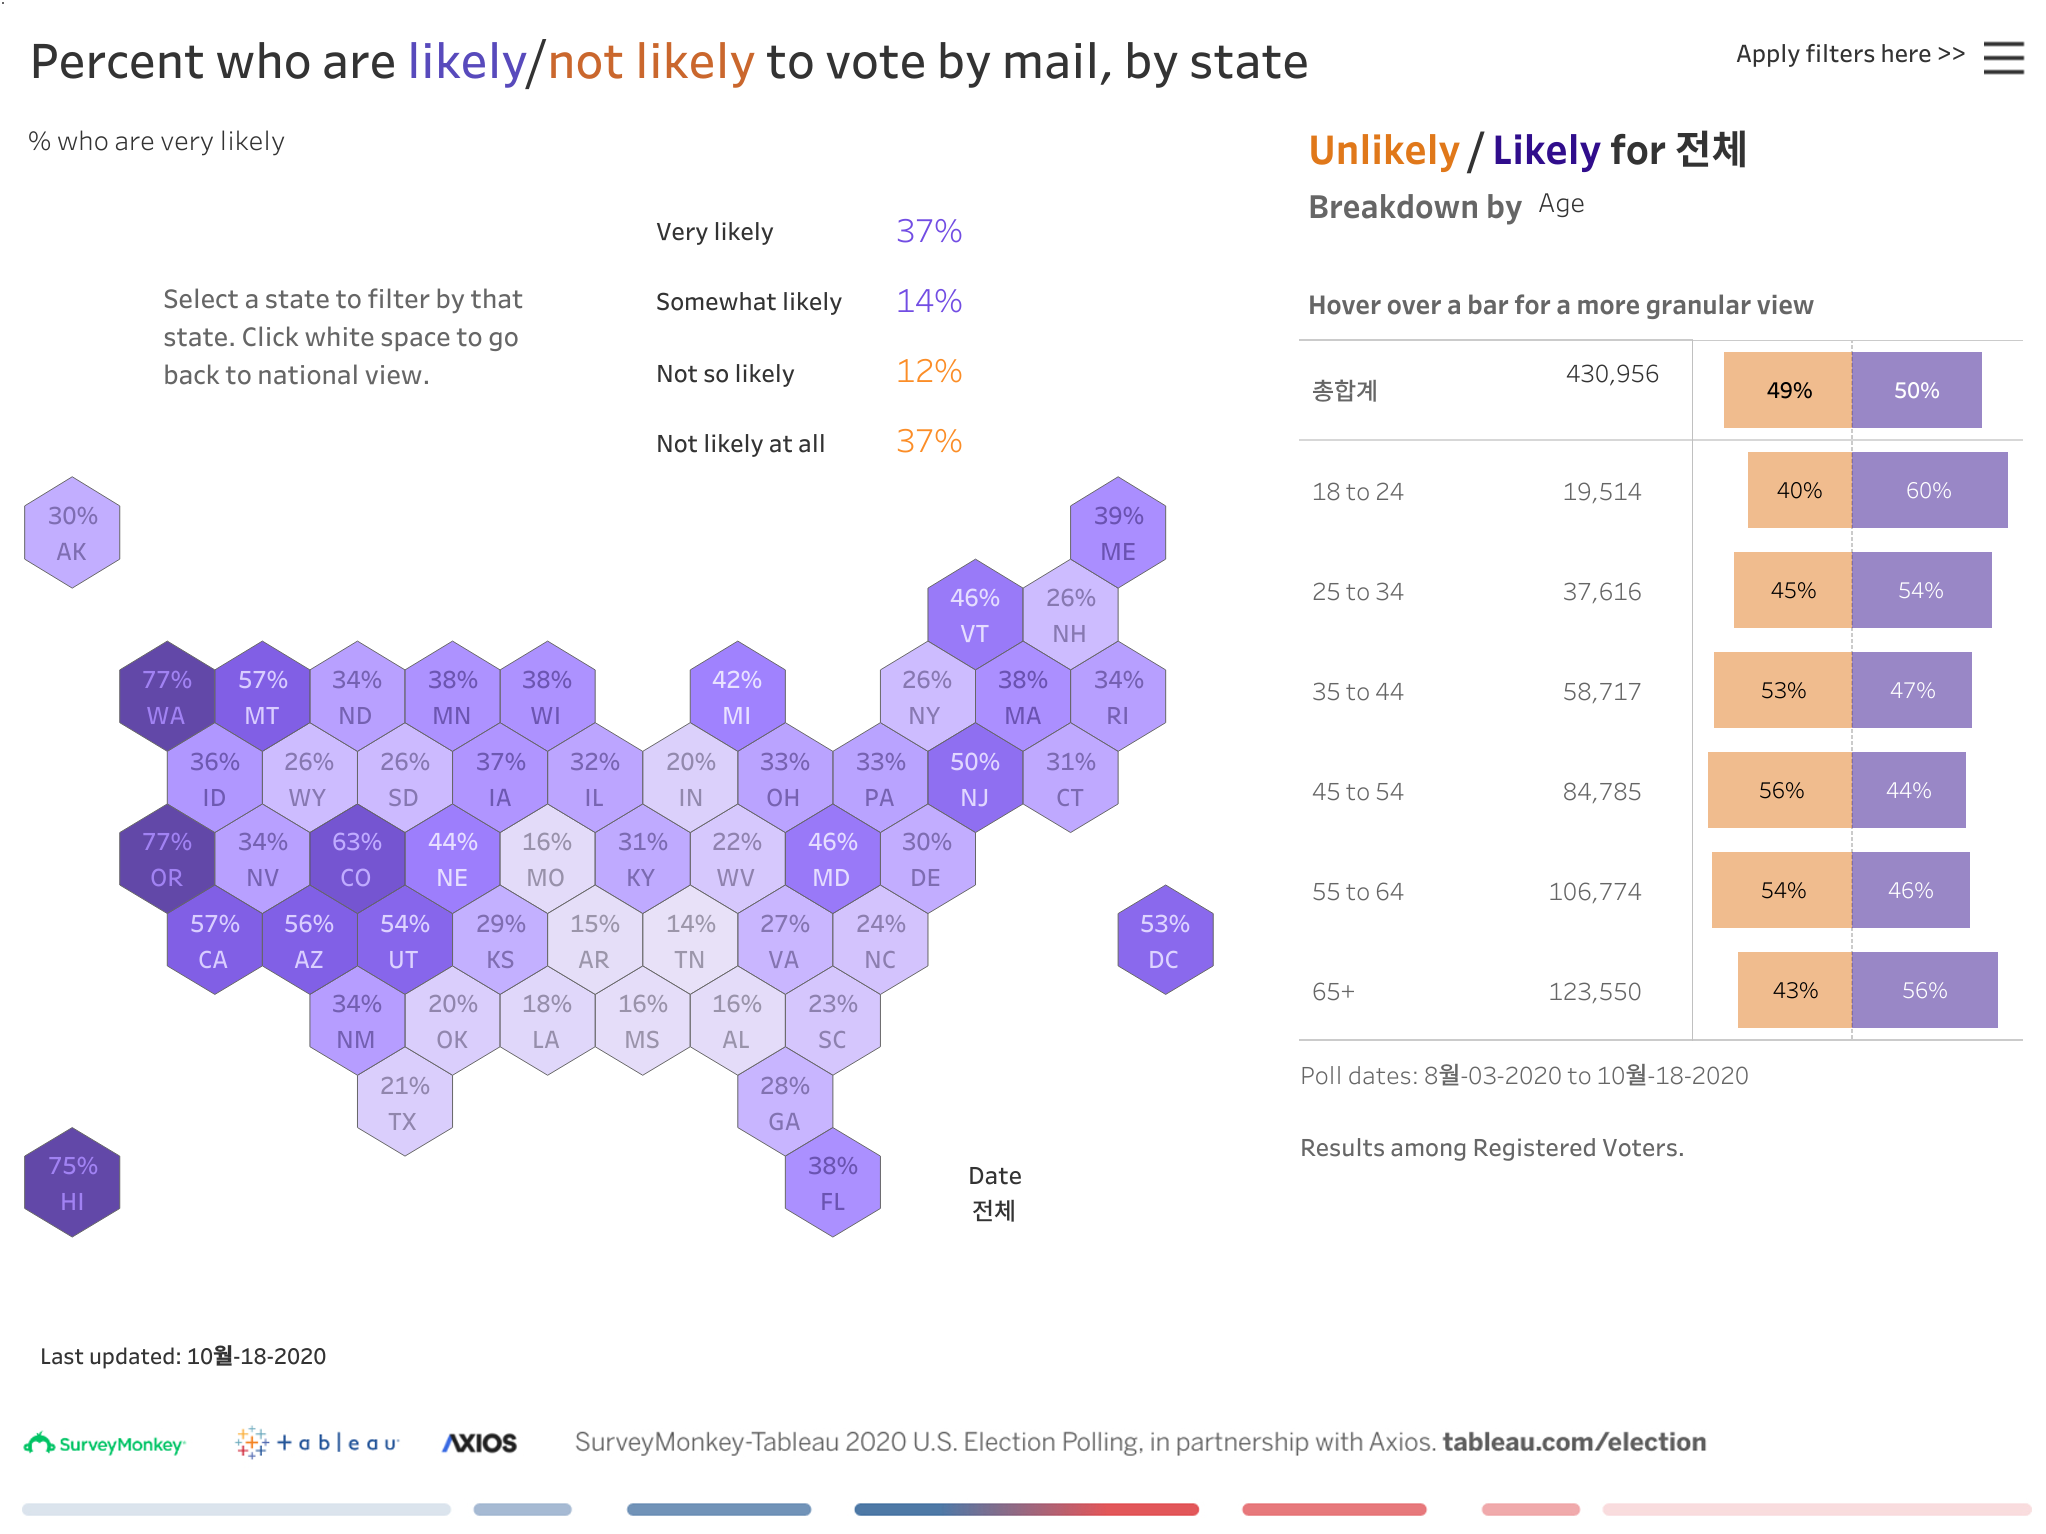 Percent who are likely/not likely to vote by mail, by state
Apply filters here >>
% who are very likely
Select a state to filter by that
state. Click white space to go
back to national view.
Very likely 37%
Somewhat likely 14%
Not so likely 12%
Not likely at all 37%
30%
AK
39%
ME
46%
VT
26%
NH
77%
WA
57%
MT
34%
ND
38%
MN
38%
WI
42%
MI
26%
NY
38%
MA
34%
RI
36%
ID
26%
WY
26%
SD
37%
IA
32%
IL
20%
IN
33%
OH
33%
PA
50%
NJ
31%
CT
77%
OR
34%
NV
63%
CO
44%
NE
16%
MO
31%
KY
22%
WV
46%
MD
30%
DE
57%
CA
56%
AZ
54%
UT
29%
KS
15%
AR
14%
TN
27%
VA
24%
NC
53%
DC
34%
NM
20%
OK
18%
LA
16%
MS
16%
AL
23%
SC
21%
TX
28%
GA
75%
HI
38%
FL
Date
전체
Unlikely / Likely for 전체
Breakdown by Age
Hover over a bar for a more granular view
총합계 430,956 49% 50%
18 to 24 19,514 40% 60%
25 to 34 37,616 45% 54%
35 to 44 58,717 53% 47%
45 to 54 84,785 56% 44%
55 to 64 106,774 54% 46%
65+ 123,550 43% 56%
Poll dates: 8월-03-2020 to 10월-18-2020
Results among Registered Voters.
Last updated: 10월-18-2020
SurveyMonkey
+ableau
AXIOS
SurveyMonkey-Tableau 2020 U.S. Election Polling, in partnership with Axios. tableau.com/election